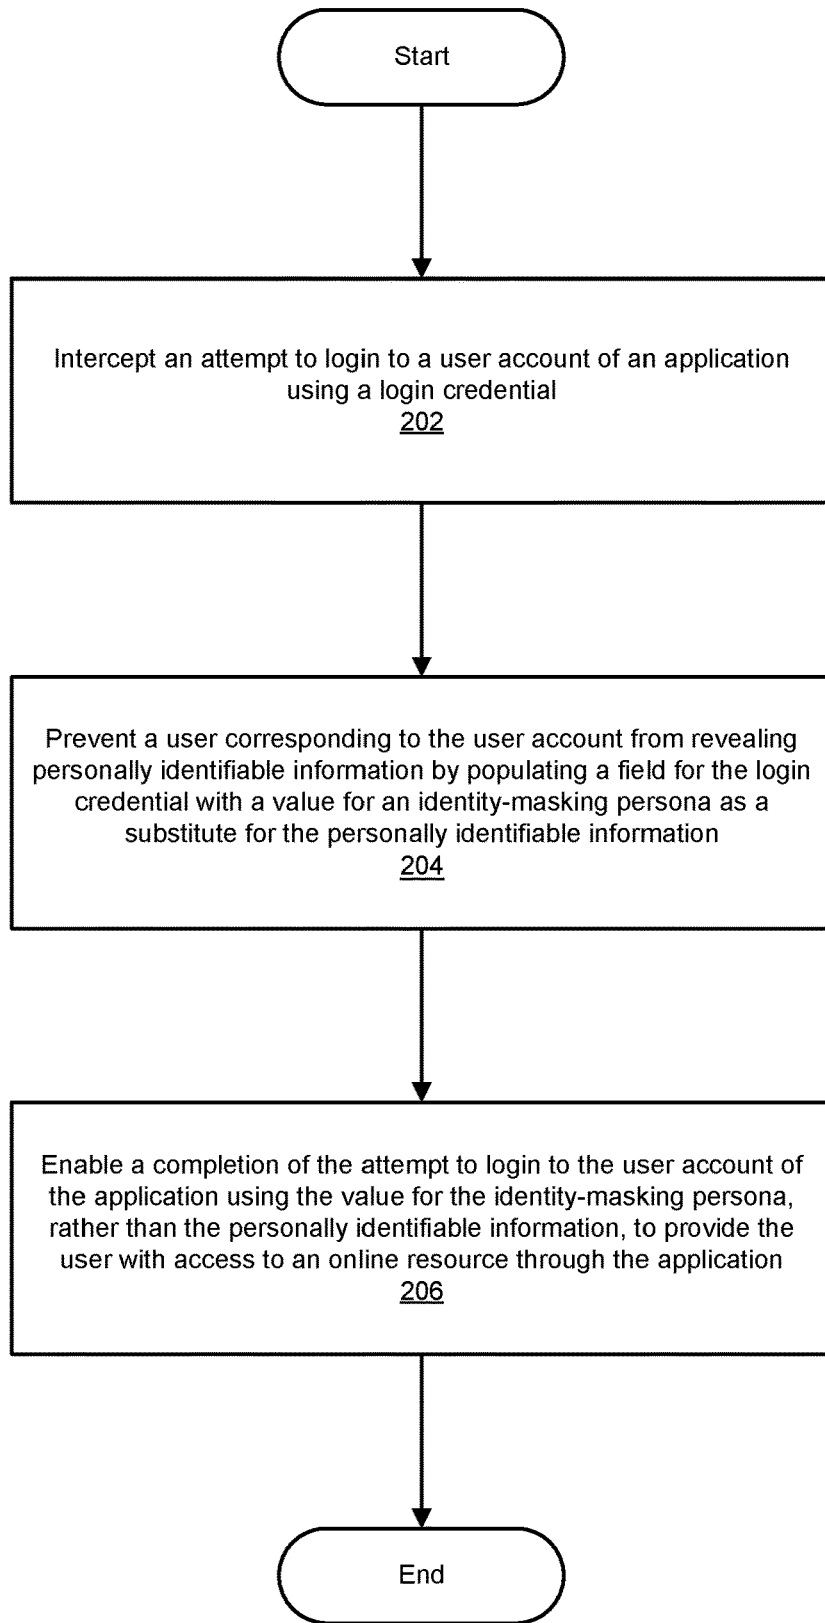 Start
Intercept an attempt to login to a user account of an application
using a login credential
202
Prevent a user corresponding to the user account from revealing
personally identifiable information by populating a field for the login
credential with a value for an identity-masking persona as a
substitute for the personally identifiable information
204
Enable a completion of the attempt to login to the user account of
the application using the value for the identity-masking persona,
rather than the personally identifiable information, to provide the
user with access to an online resource through the application
206
End